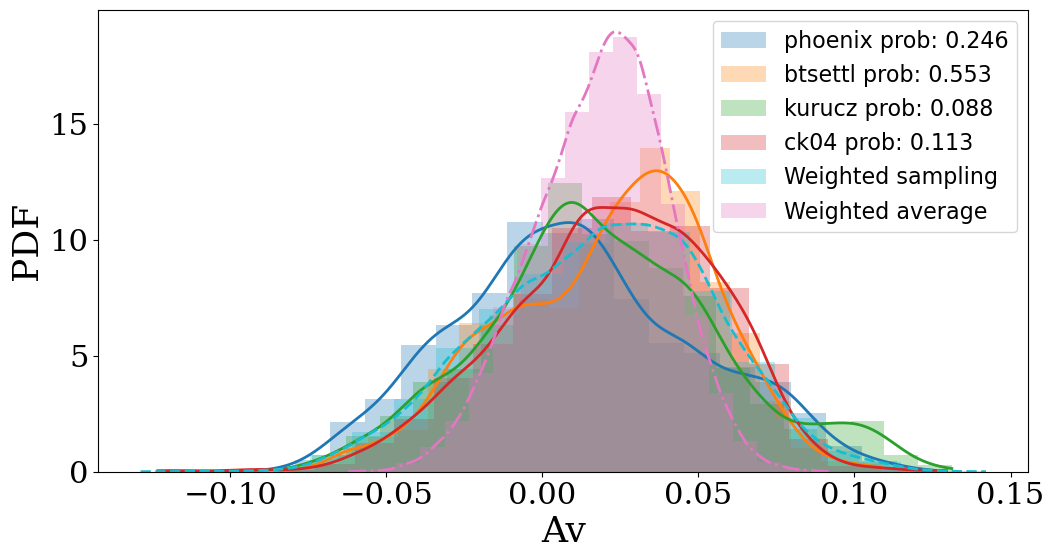 phoenix prob: 0.246
btsettl prob: 0.553
kurucz prob: 0.088
ck04 prob: 0.113
Weighted sampling
Weighted average
PDF
15
10
5
0
−0.10 −0.05 0.00 0.05 0.10 0.15
Av